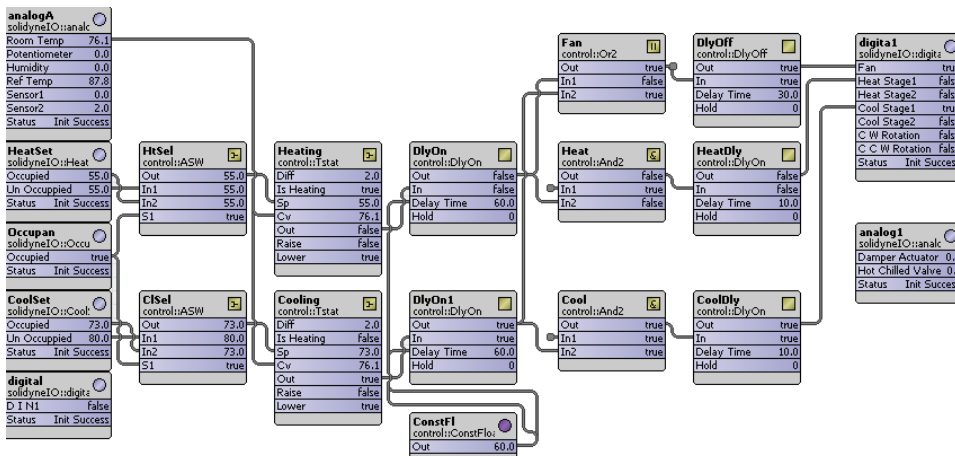 analogA
solidyneIO::analc
Room Temp 76.1
Potentiometer 0.0
Humidity 0.0
Ref Temp 87.8
Sensor1 0.0
Sensor2 2.0
Status Init Success
HeatSet
solidyneIO::Heat
Occupied 55.0
Un Occuppied 55.0
Status Init Success
Occupan
solidyneIO::Occu
Occupied true
Status Init Success
CoolSet
solidyneIO::Cool:
Occupied 73.0
Un Occuppied 80.0
Status Init Success
digital
solidyneIO::digita
D I N1 false
Status Init Success
HtSel
control::ASW
Out 55.0
In1 55.0
In2 55.0
S1 true
ClSel
control::ASW
Out 73.0
In1 80.0
In2 73.0
S1 true
Heating
control::Tstat
Diff 2.0
Is Heating true
Sp 55.0
Cv 76.1
Out false
Raise false
Lower true
Cooling
control::Tstat
Diff 2.0
Is Heating false
Sp 73.0
Cv 76.1
Out true
Raise false
Lower true
DlyOn
control::DlyOn
Out false
In false
Delay Time 60.0
Hold 0
DlyOn1
control::DlyOn
Out true
In true
Delay Time 60.0
Hold 0
ConstFl
control::ConstFloa
Out 60.0
Fan
control::Or2
Out true
In1 false
In2 true
Heat
control::And2
Out false
In1 true
In2 false
Cool
control::And2
Out true
In1 true
In2 true
DlyOff
control::DlyOff
Out true
In true
Delay Time 30.0
Hold 0
HeatDly
control::DlyOn
Out false
In false
Delay Time 10.0
Hold 0
CoolDly
control::DlyOn
Out true
In true
Delay Time 10.0
Hold 0
digita1
solidyneIO::digita
Fan tru
Heat Stage1 fals
Heat Stage2 fals
Cool Stage1 tru
Cool Stage2 fals
C W Rotation fals
C C W Rotation fals
Status Init Succes
analog1
solidyneIO::analc
Damper Actuator 0.
Hot Chilled Valve 0.
Status Init Succes